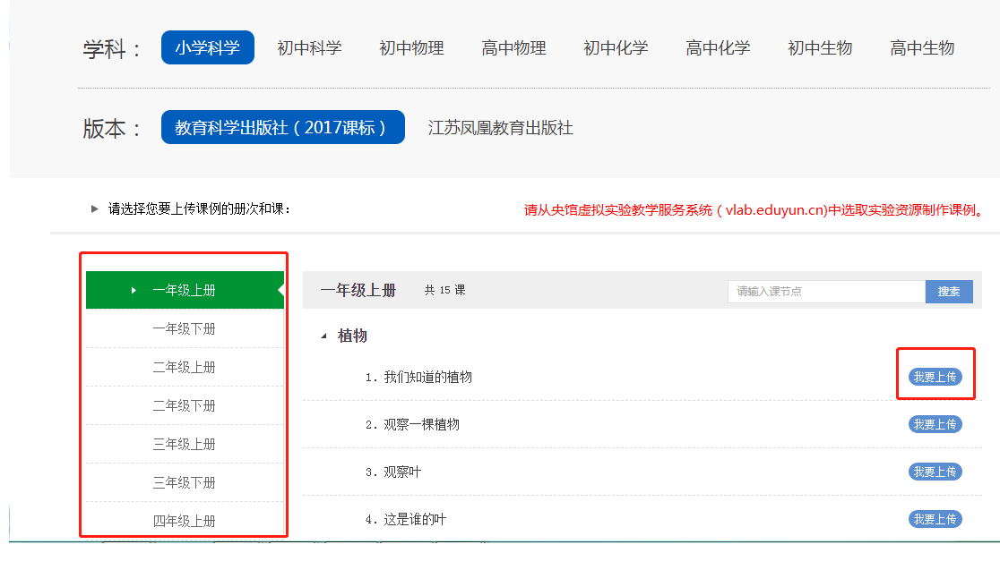 学科： 小学科学 初中科学 初中物理 高中物理 初中化学 高中化学 初中生物 高中生物
版本： 教育科学出版社（2017课标） 江苏凤凰教育出版社
请选择您要上传课例的册次和课：
请从央馆虚拟实验教学服务系统（vlab.eduyun.cn)中选取实验资源制作课例。
一年级上册
一年级下册
二年级上册
二年级下册
三年级上册
三年级下册
四年级上册
一年级上册 共 15 课 请输入课节点 搜索
植物
1. 我们知道的植物 我要上传
2. 观察一棵植物 我要上传
3. 观察叶 我要上传
4. 这是谁的叶 我要上传